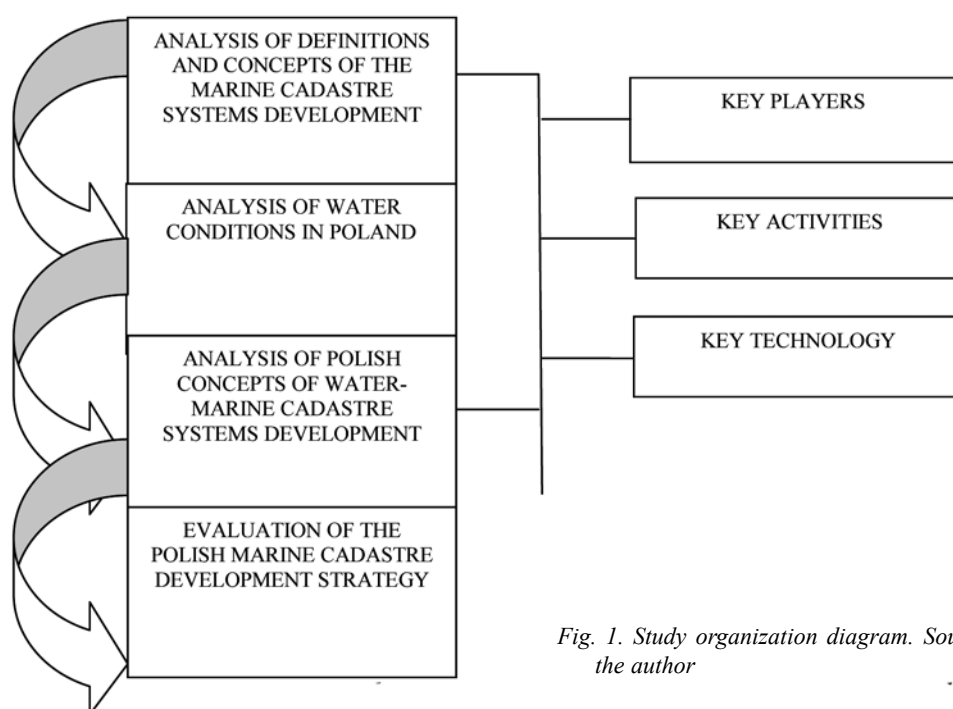 ANALYSIS OF DEFINITIONS
AND CONCEPTS OF THE
MARINE CADASTRE
SYSTEMS DEVELOPMENT
ANALYSIS OF WATER
CONDITIONS IN POLAND
ANALYSIS OF POLISH
CONCEPTS OF WATER-
MARINE CADASTRE
SYSTEMS DEVELOPMENT
EVALUATION OF THE
POLISH MARINE CADASTRE
DEVELOPMENT STRATEGY
KEY PLAYERS
KEY ACTIVITIES
KEY TECHNOLOGY
Fig. 1. Study organization diagram.
the author